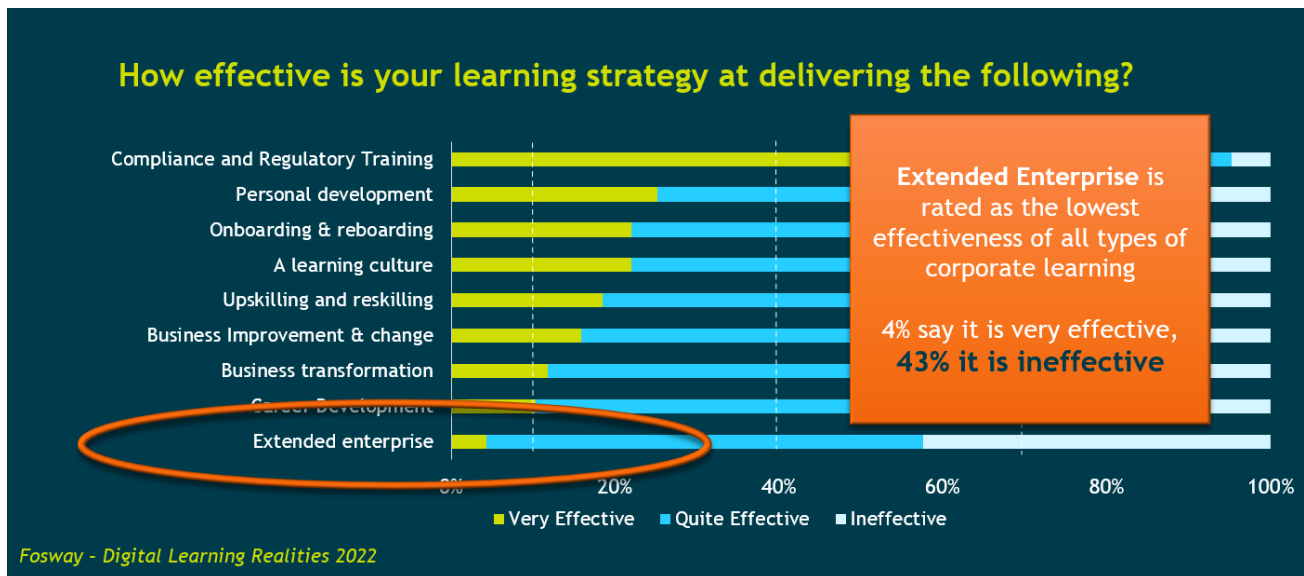 How effective is your learning strategy at delivering the following?
Compliance and Regulatory Training
Personal development
Onboarding & reboarding
A learning culture
Upskilling and reskilling
Business Improvement & change
Business transformation
Career Development
Extended enterprise
Extended Enterprise is
rated as the lowest
effectiveness of all types of
corporate learning
4% say it is very effective,
43% it is ineffective
0% 20% 40% 60% 80% 100%
Very Effective Quite Effective Ineffective
Fosway - Digital Learning Realities 2022